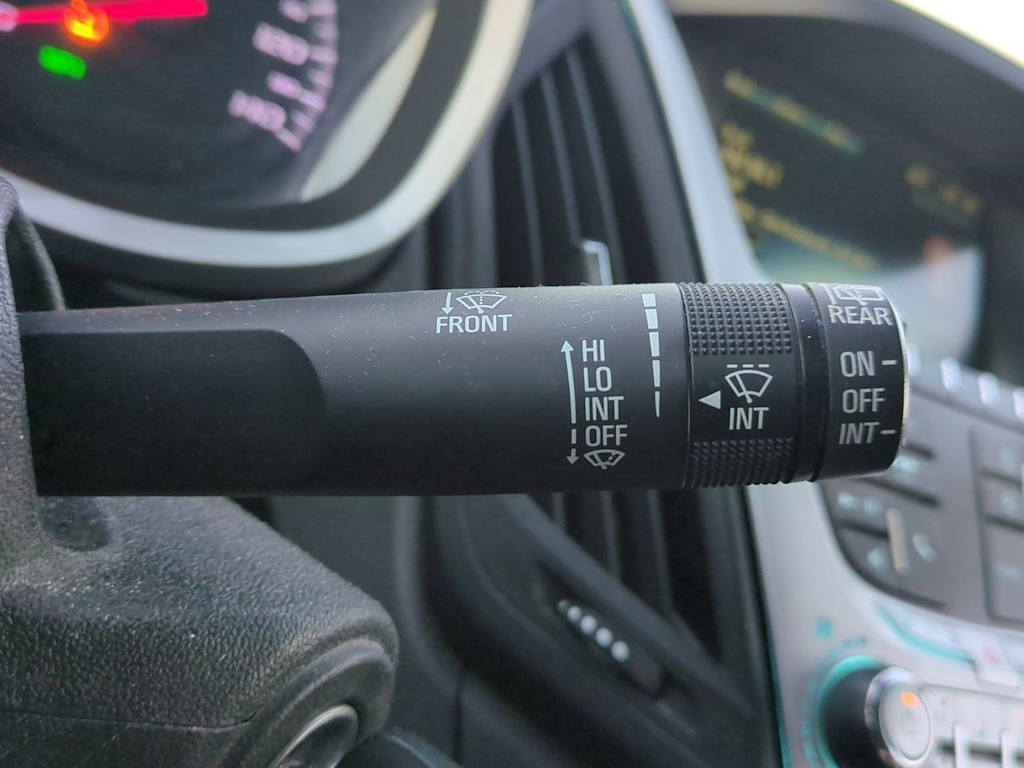 FRONT
HI
LO
INT
OFF
INT
REAR
ON
OFF
INT